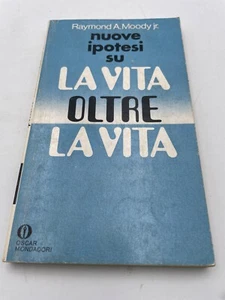 Raymond A. Moody jr.
nuove
ipotesi
su
LA VITA
OLTRE
LA VITA
OSCAR
MONDADORI